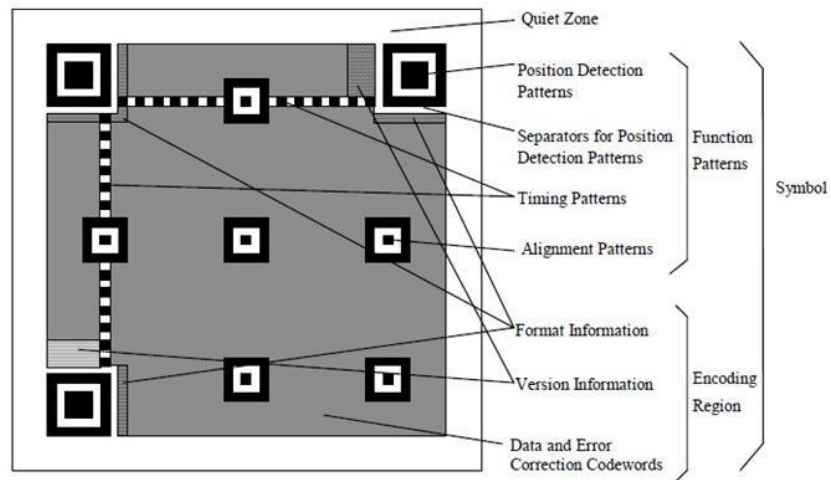 Quiet Zone
Position Detection
Patterns
Separators for Position
Detection Patterns
Function
Patterns
Symbol
Timing Patterns
Alignment Patterns
Format Information
Version Information
Encoding
Region
Data and Error
Correction Codewords